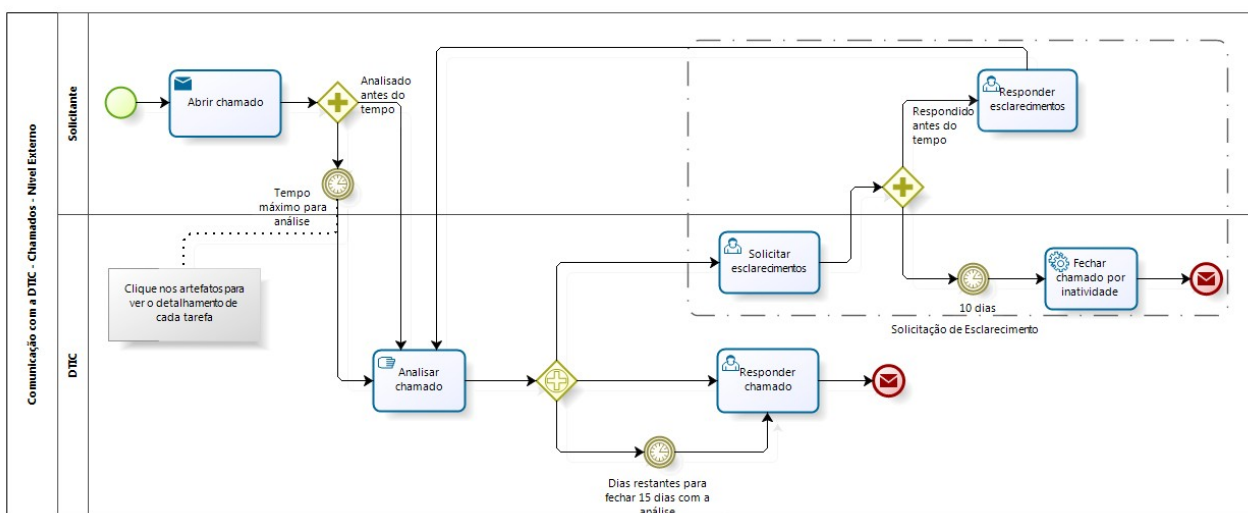 Comunicação com a DTIC - Chamados - Nível Externo
Solicitante
Abrir chamado
Analisado
antes do
tempo
Tempo
máximo para
análise
Responder
esclarecimentos
Respondido
antes do
tempo
DTIC
Clique nos artefatos para
ver o detalhamento de
cada tarefa
Solicitar
esclarecimentos
10 dias
Fechar
chamado por
inatividade
Solicitação de Esclarecimento
Analisar
chamado
Responder
chamado
Dias restantes para
fechar 15 dias com a
análise